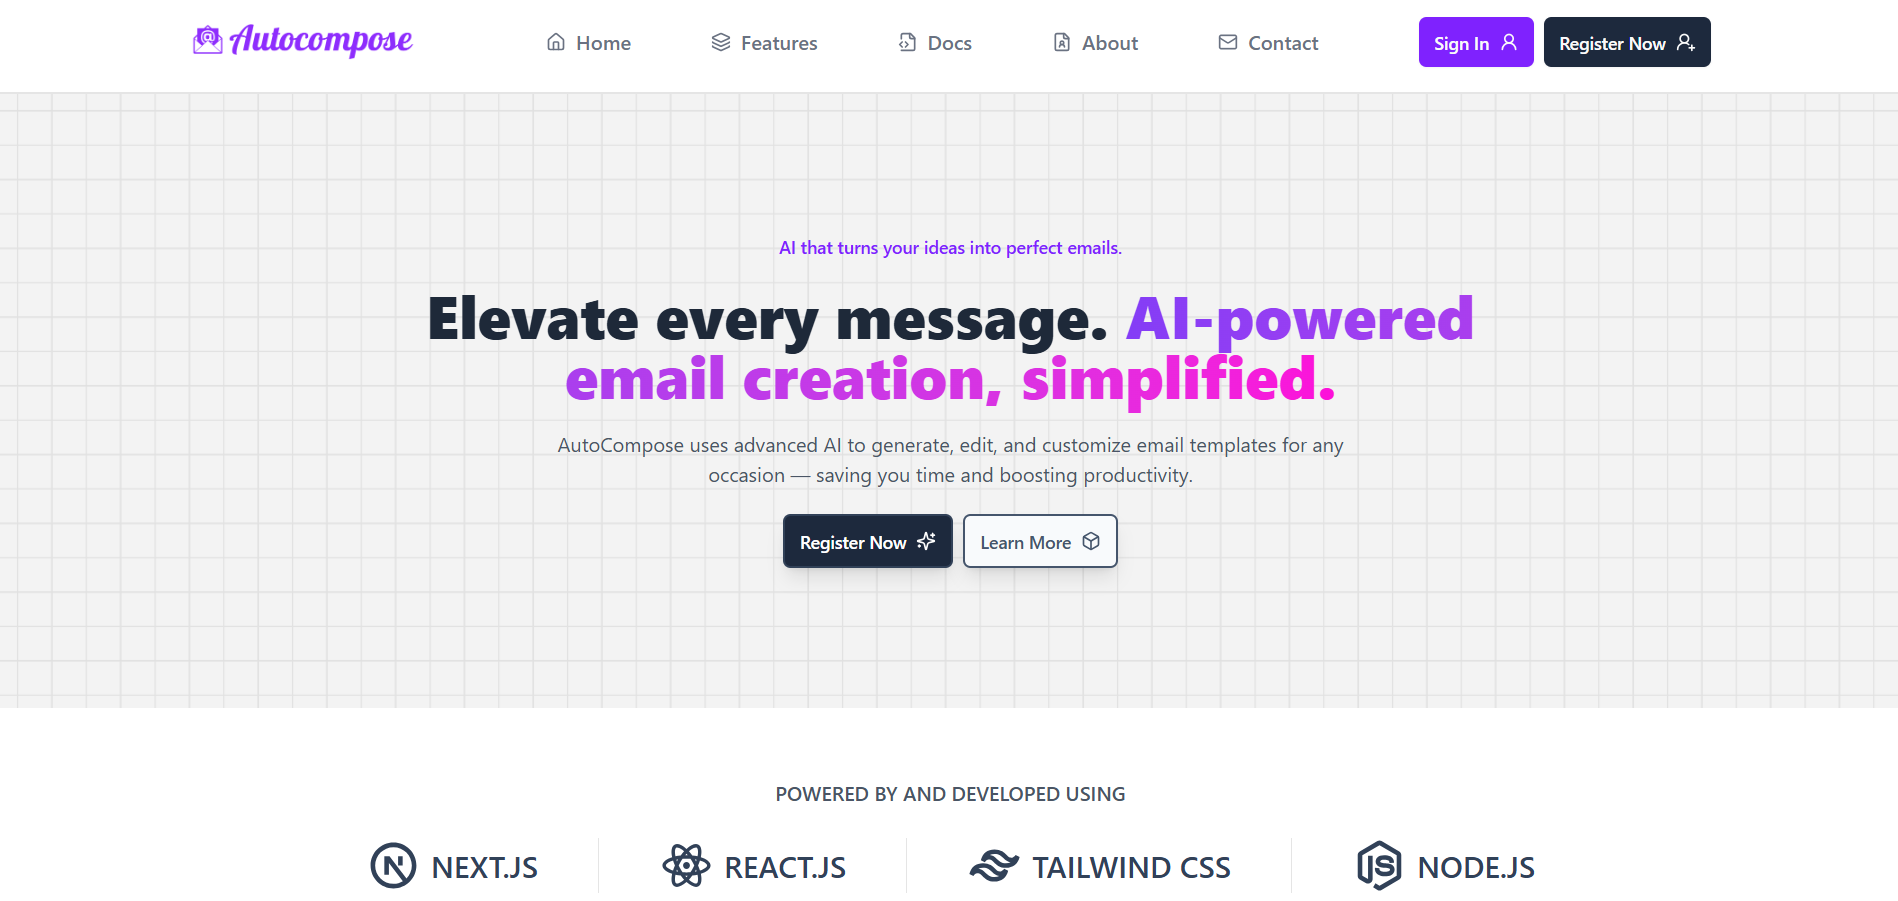 Autocompose
Home
Features
Docs
About
Contact
Sign In
Register Now
AI that turns your ideas into perfect emails.
Elevate every message. AI-powered
email creation, simplified.
AutoCompose uses advanced AI to generate, edit, and customize email templates for any
occasion — saving you time and boosting productivity.
Register Now
Learn More
POWERED BY AND DEVELOPED USING
NEXT.JS
REACT.JS
TAILWIND CSS
NODE.JS